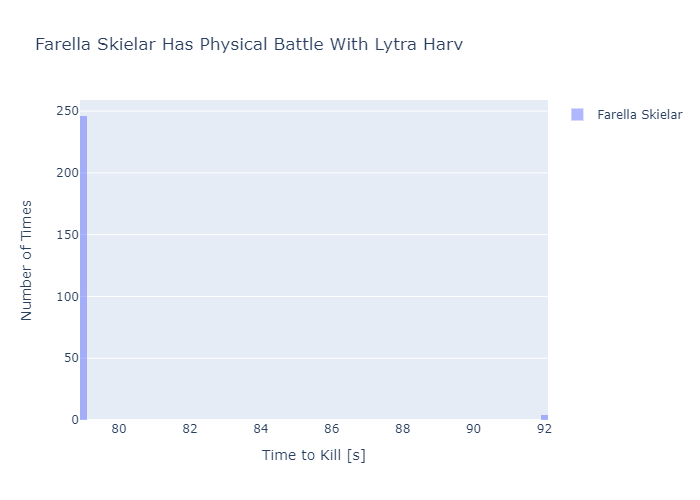 Farella Skielar Has Physical Battle With Lytra Harv
Farella Skielar
250
200
150
100
50
0
Number of Times
80 82 84 86 88 90 92
Time to Kill [s]